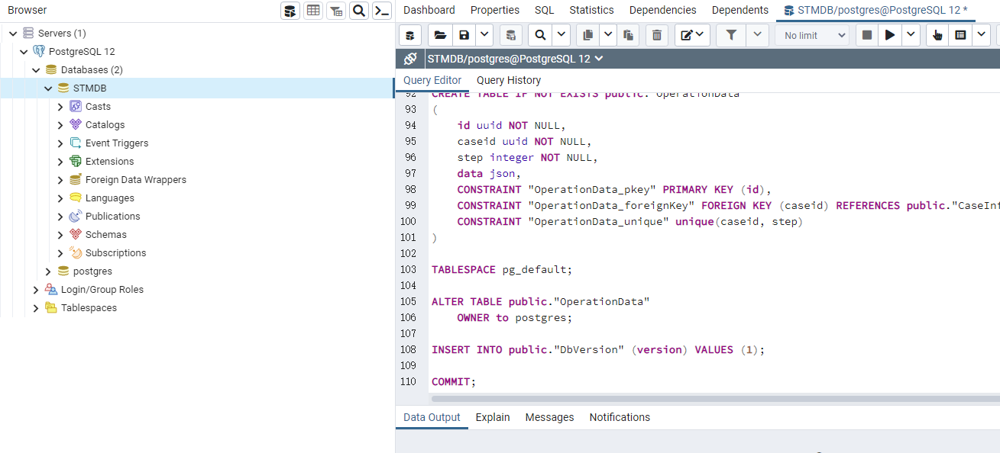 Browser
Servers (1)
PostgreSQL 12
Databases (2)
STMDB
Casts
Catalogs
Event Triggers
Extensions
Foreign Data Wrappers
Languages
Publications
Schemas
Subscriptions
postgres
Login/Group Roles
Tablespaces
Dashboard Properties SQL Statistics Dependencies Dependents STMDB/postgres@PostgreSQL 12 *
No limit
STMDB/postgres@PostgreSQL 12
Query Editor Query History
92 CREATE TABLE IF NOT EXISTS public. OperationData
93 (
94 id uuid NOT NULL,
95 caseid uuid NOT NULL,
96 step integer NOT NULL,
97 data json,
98 CONSTRAINT "OperationData_pkey" PRIMARY KEY (id),
99 CONSTRAINT "OperationData_foreignKey" FOREIGN KEY (caseid) REFERENCES public."CaseInf
100 CONSTRAINT "OperationData_unique" unique(caseid, step)
101 )
102
103 TABLESPACE pg_default;
104
105 ALTER TABLE public."OperationData"
106 OWNER to postgres;
107
108 INSERT INTO public."DbVersion" (version) VALUES (1);
109
110 COMMIT;
Data Output Explain Messages Notifications